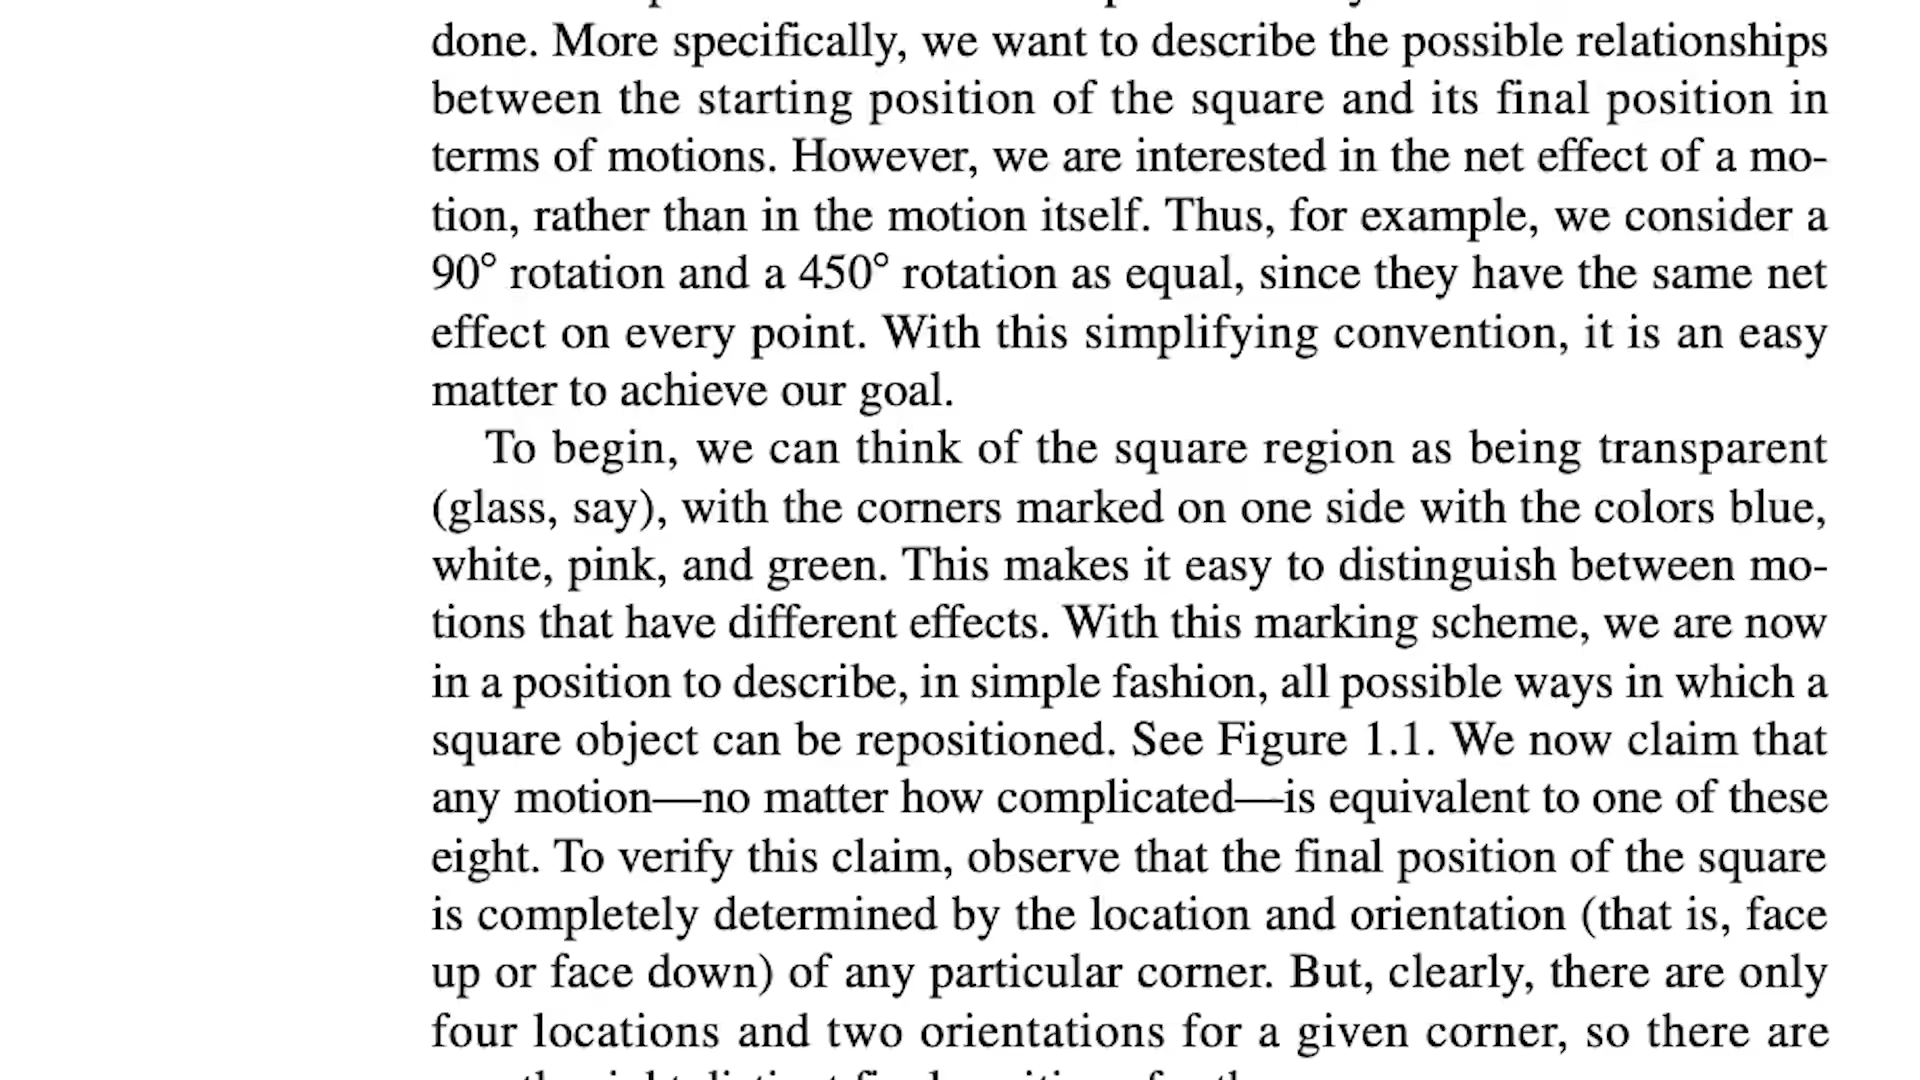 done. More specifically, we want to describe the possible relationships
between the starting position of the square and its final position in
terms of motions. However, we are interested in the net effect of a mo-
tion, rather than in the motion itself. Thus, for example, we consider a
90° rotation and a 450° rotation as equal, since they have the same net
effect on every point. With this simplifying convention, it is an easy
matter to achieve our goal.
To begin, we can think of the square region as being transparent
(glass, say), with the corners marked on one side with the colors blue,
white, pink, and green. This makes it easy to distinguish between mo-
tions that have different effects. With this marking scheme, we are now
in a position to describe, in simple fashion, all possible ways in which a
square object can be repositioned. See Figure 1.1. We now claim that
any motion—no matter how complicated—is equivalent to one of these
eight. To verify this claim, observe that the final position of the square
is completely determined by the location and orientation (that is, face
up or face down) of any particular corner. But, clearly, there are only
four locations and two orientations for a given corner, so there are